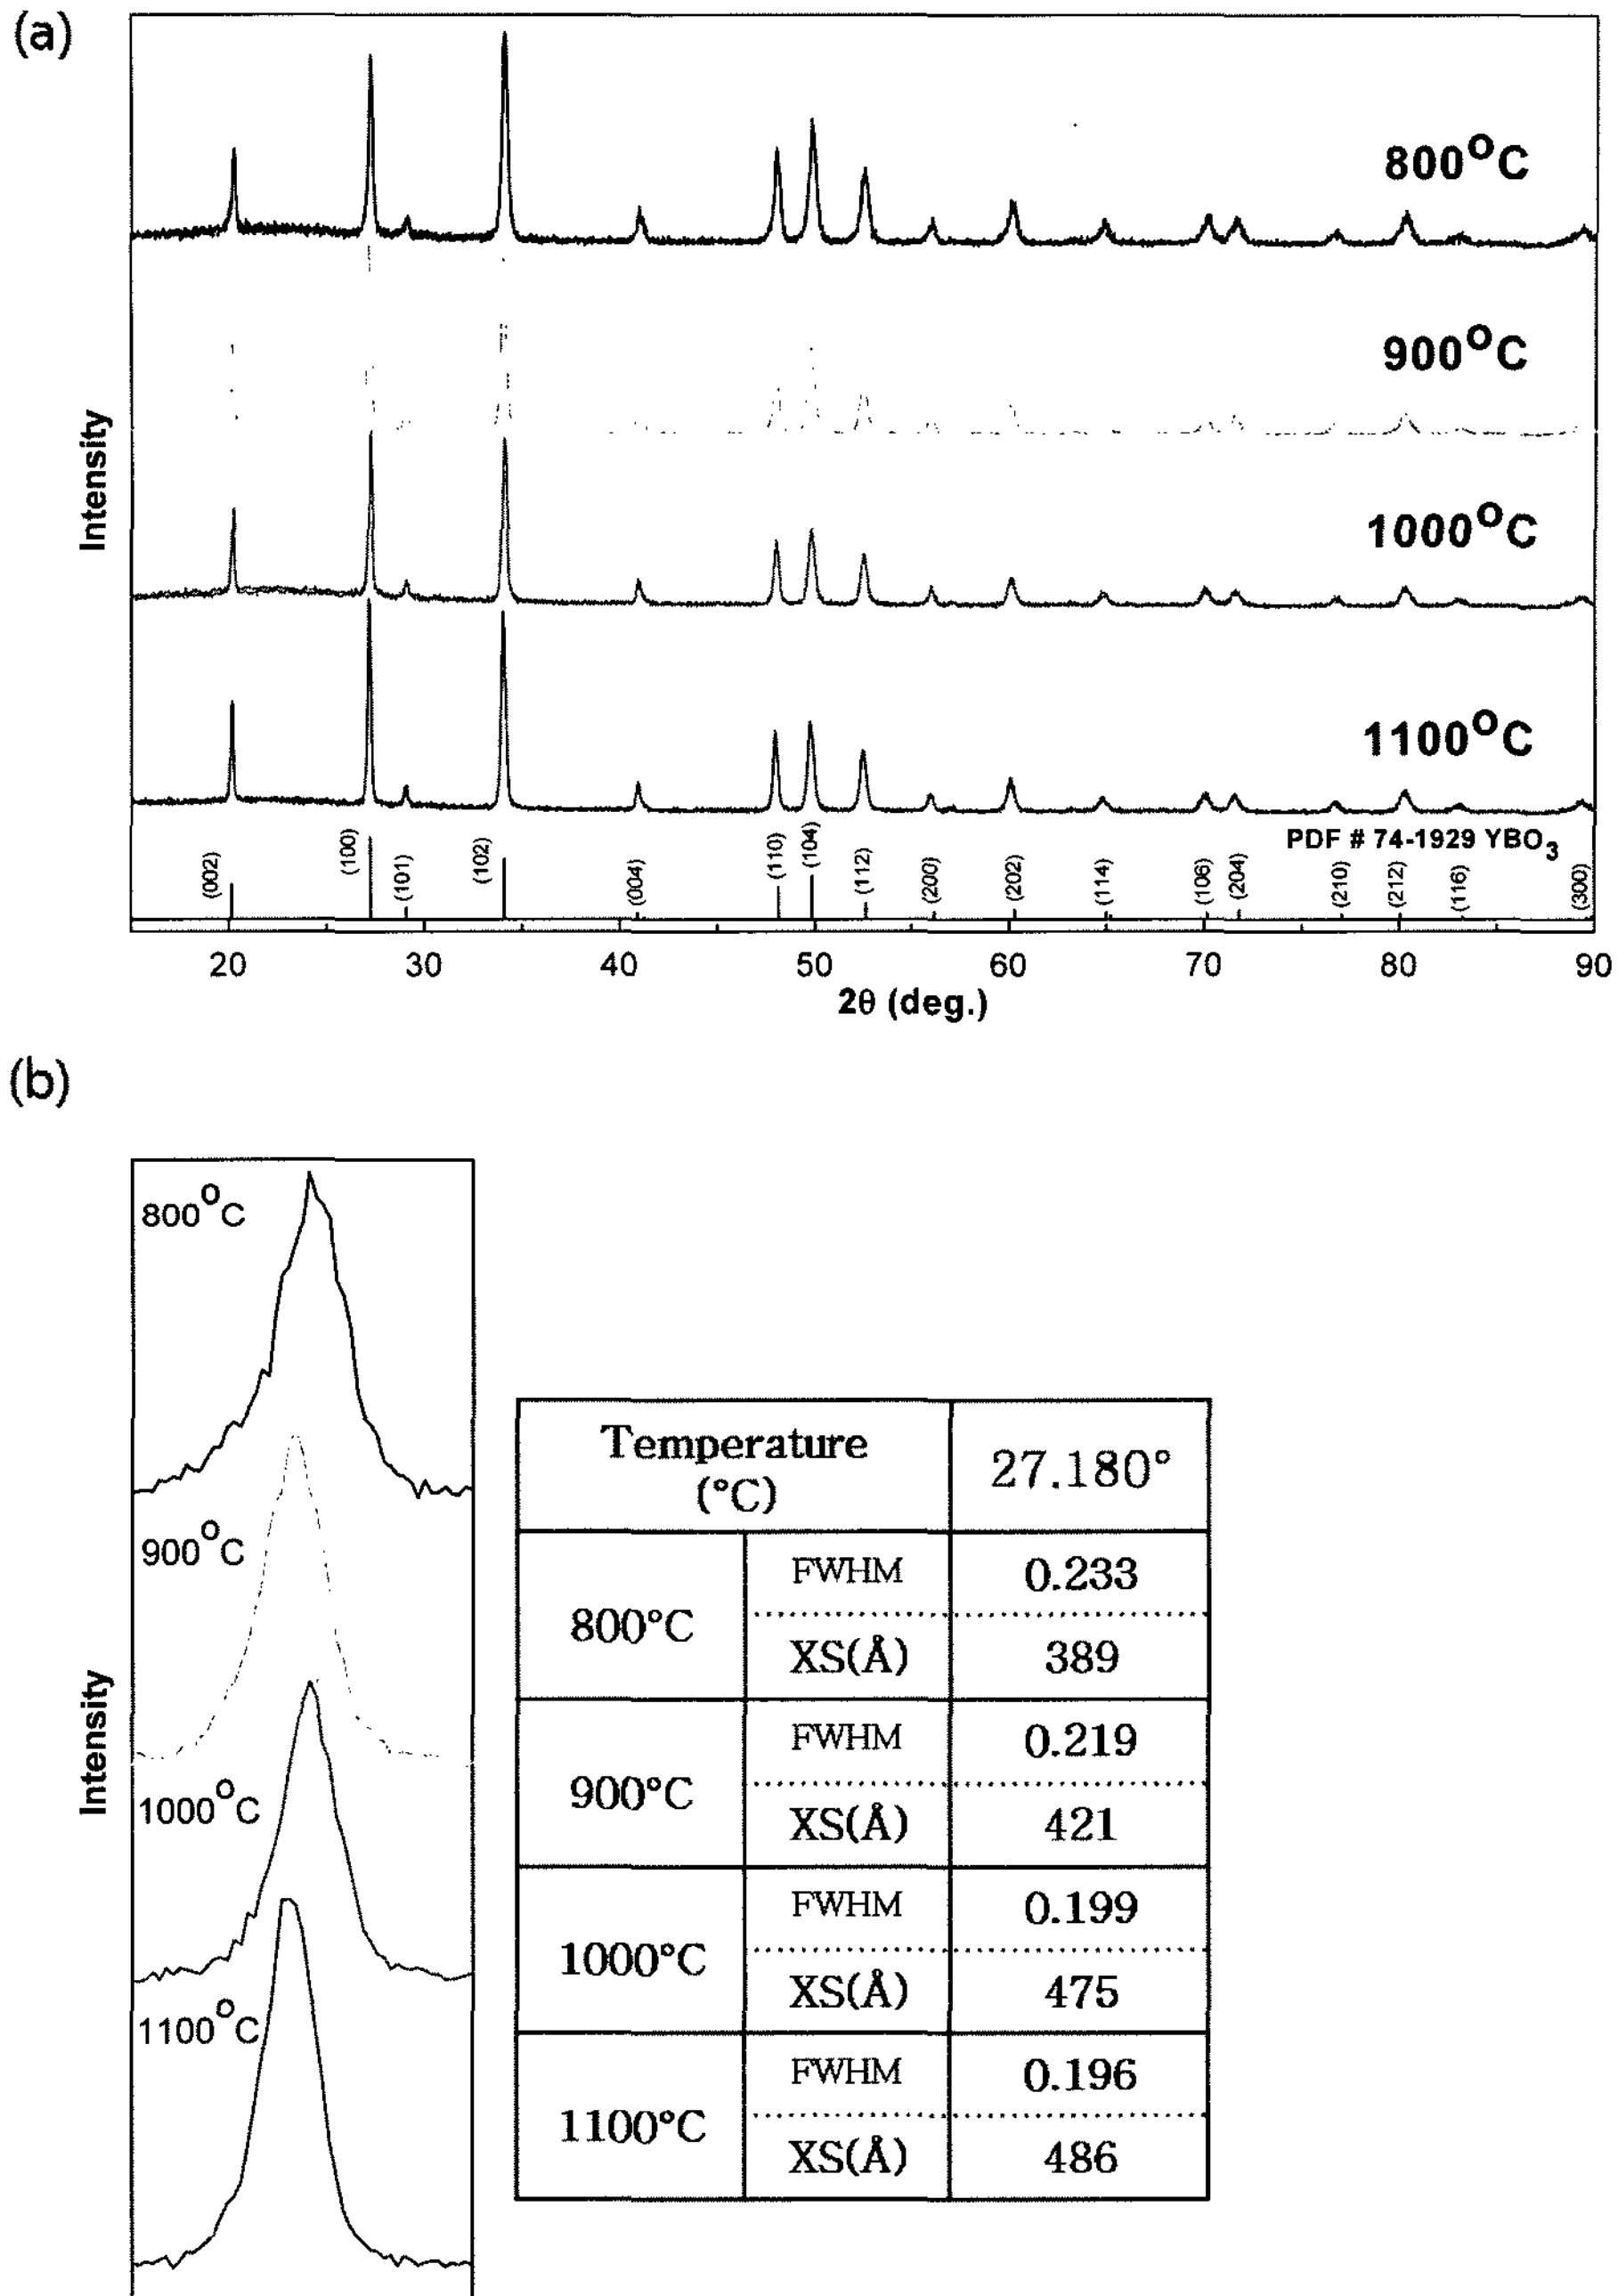 (a)
800°C
900°C
1000°C
1100°C
PDF # 74-1929 YBO3
(002)
(100)
(101)
(102)
(004)
(110)
(104)
(112)
(200)
(202)
(114)
(106)
(204)
(210)
(212)
(116)
(300)
Intensity
20 30 40 50 60 70 80 90
2θ (deg.)
(b)
800°C
900°C
1000°C
1100°C
Intensity
Temperature 27.180°
(°C)
800°C FWHM 0.233
XS(Å) 389
900°C FWHM 0.219
XS(Å) 421
1000°C FWHM 0.199
XS(Å) 475
1100°C FWHM 0.196
XS(Å) 486